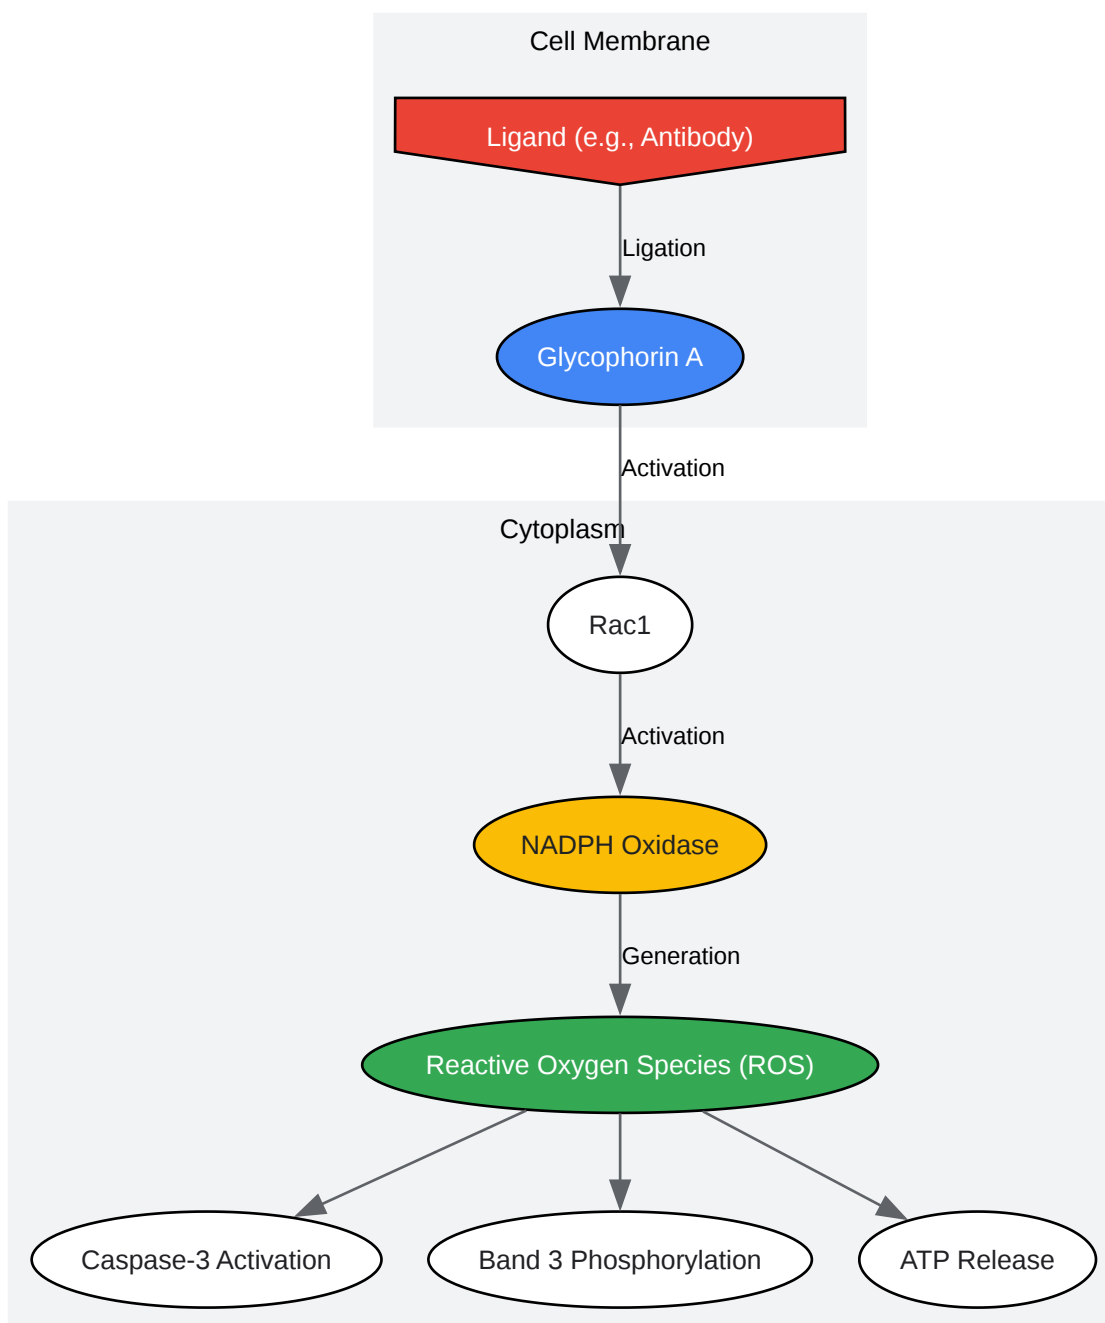 Cell Membrane
Ligand (e.g., Antibody)
Ligation
Glycophorin A
Activation
Cytoplasm
Rac1
Activation
NADPH Oxidase
Generation
Reactive Oxygen Species (ROS)
Caspase-3 Activation
Band 3 Phosphorylation
ATP Release